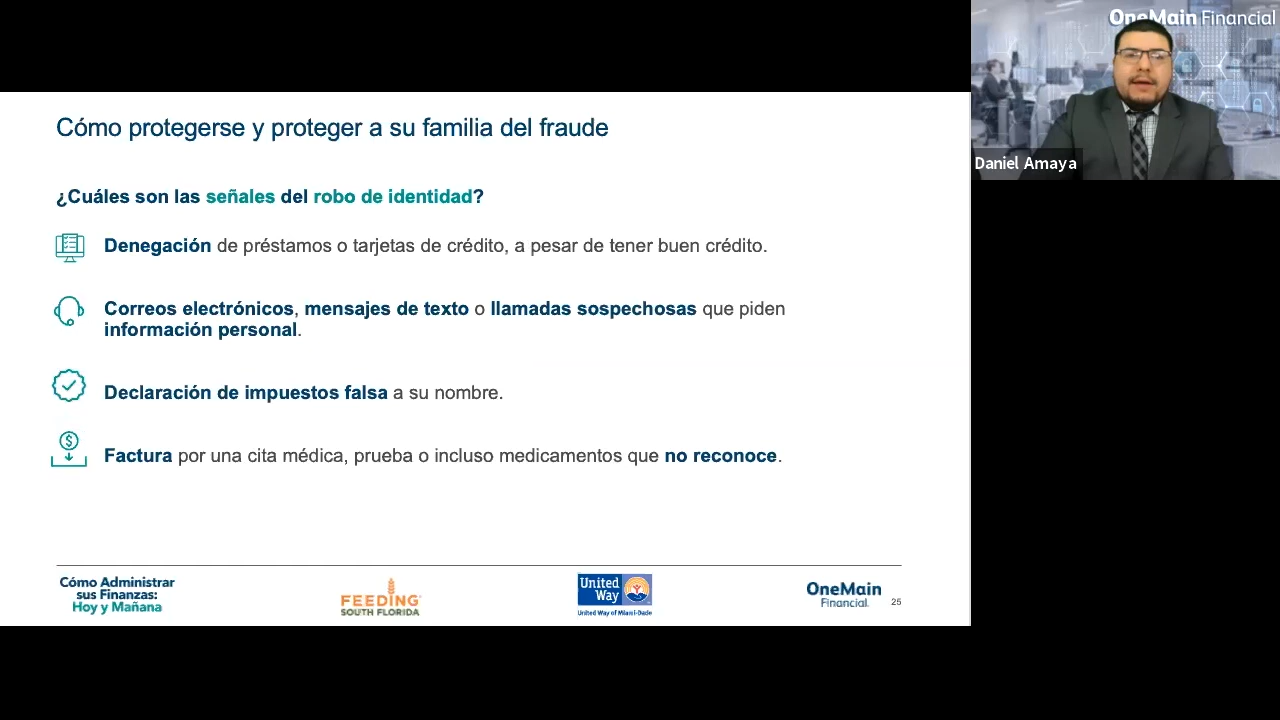 OneMain Financial
Daniel Amaya
Cómo protegerse y proteger a su familia del fraude
¿Cuáles son las señales del robo de identidad?
Denegación de préstamos o tarjetas de crédito, a pesar de tener buen crédito.
Correos electrónicos, mensajes de texto o llamadas sospechosas que piden
información personal.
Declaración de impuestos falsa a su nombre.
Factura por una cita médica, prueba o incluso medicamentos que no reconoce.
Cómo Administrar
sus Finanzas:
Hoy y Mañana
FEEDING
SOUTH FLORIDA
United
Way
United Way of Miami-Dade
OneMain
Financial.
25